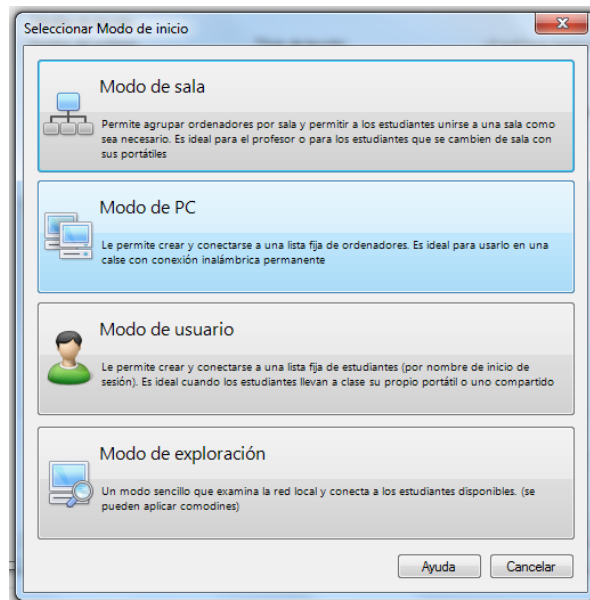 Seleccionar Modo de inicio
Modo de sala
Permite agrupar ordenadores por sala y permitir a los estudiantes unirse a una sala como
sea necesario. Es ideal para el profesor o para los estudiantes que se cambien de sala con
sus portátiles
Modo de PC
Le permite crear y conectarse a una lista fija de ordenadores. Es ideal para usarlo en una
calse con conexión inalámbrica permanente
Modo de usuario
Le permite crear y conectarse a una lista fija de estudiantes (por nombre de inicio de
sesión). Es ideal cuando los estudiantes llevan a clase su propio portátil o uno compartido
Modo de exploración
Un modo sencillo que examina la red local y conecta a los estudiantes disponibles. (se
pueden aplicar comodines)
Ayuda Cancelar